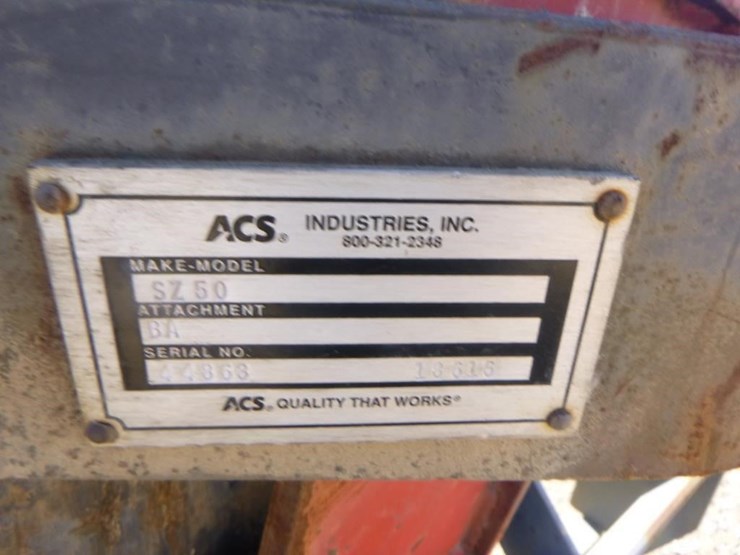 ACS® INDUSTRIES, INC.
800-321-2348
MAKE-MODEL
SZ50
ATTACHMENT
BA
SERIAL NO.
ACS® QUALITY THAT WORKS®